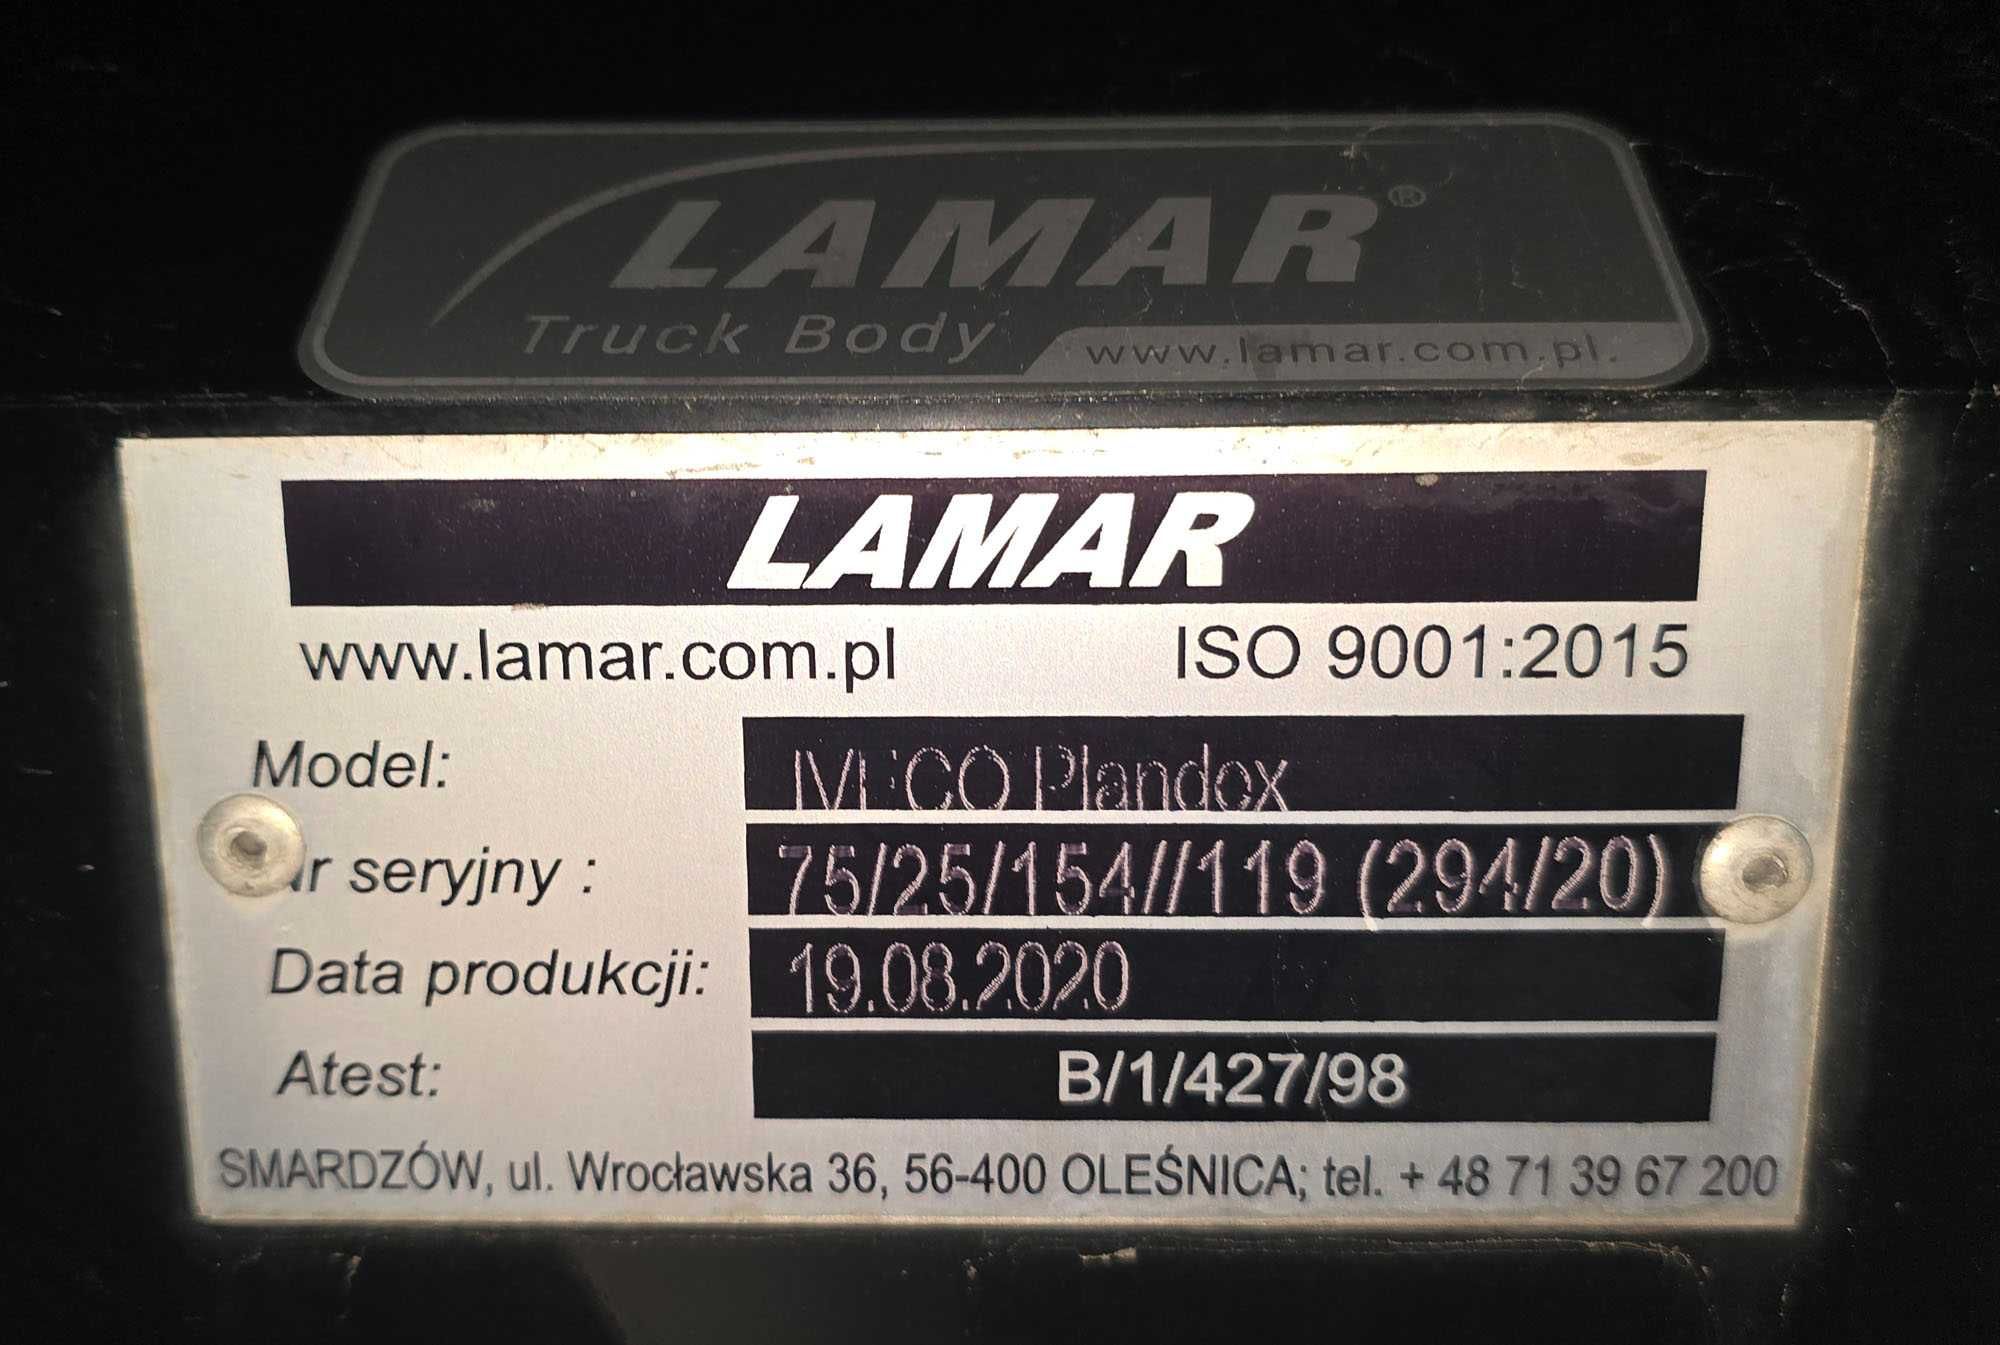 LAMAR®
Truck Body www.lamar.com.pl.
LAMAR
www.lamar.com.pl ISO 9001:2015
Model: IVECO Plandex
Nr seryjny : 75/25/154//119 (294/20)
Data produkcji: 19.08.2020
Atest: B/1/427/98
SMARDZÓW, ul. Wrocławska 36, 56-400 OLEŚNICA; tel. + 48 71 39 67 200